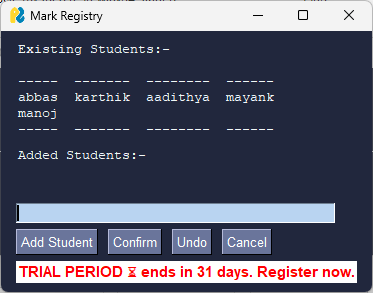 Mark Registry
Existing Students:-
----- ------- --------- ------
abbas karthik aadithya mayank
manoj
----- ------- --------- ------
Added Students:-
Add Student Confirm Undo Cancel
TRIAL PERIOD ⏳ ends in 31 days. Register now.